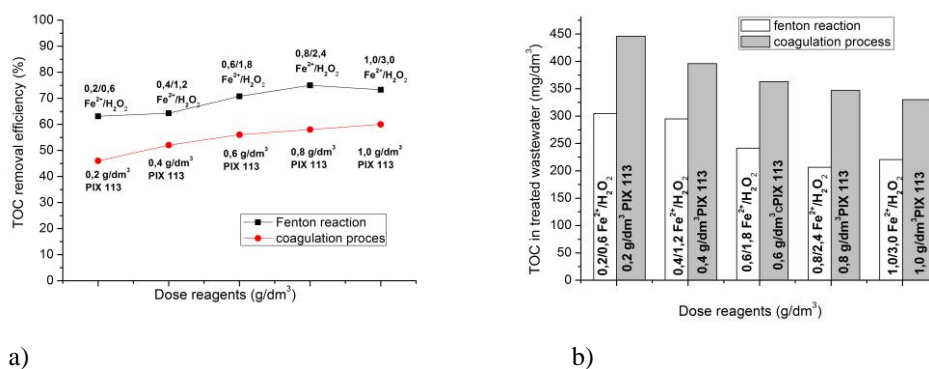 100
90
80
70
60
50
40
30
20
10
0
TOC removal efficiency (%)
0,2/0,6
Fe²⁺/H₂O₂
0,4/1,2
Fe²⁺/H₂O₂
0,6/1,8
Fe²⁺/H₂O₂
0,8/2,4
Fe²⁺/H₂O₂
1,0/3,0
Fe²⁺/H₂O₂
0,2 g/dm³
PIX 113
0,4 g/dm³
PIX 113
0,6 g/dm³
PIX 113
0,8 g/dm³
PIX 113
1,0 g/dm³
PIX 113
Fenton reaction
coagulation proces
Dose reagents (g/dm³)
a)
450
400
350
300
250
200
150
100
50
0
TOC in treated wastewater (mg/dm³)
fenton reaction
coagulation process
0,2/0,6 Fe²⁺/H₂O₂
0,2 g/dm³ PIX 113
0,4/1,2 Fe²⁺/H₂O₂
0,4 g/dm³PIX 113
0,6/1,8 Fe²⁺/H₂O₂
0,6 g/dm³cPIX 113
0,8/2,4 Fe²⁺/H₂O₂
0,8 g/dm³PIX 113
1,0/3,0 Fe²⁺/H₂O₂
1,0 g/dm³PIX 113
Dose reagents (g/dm³)
b)